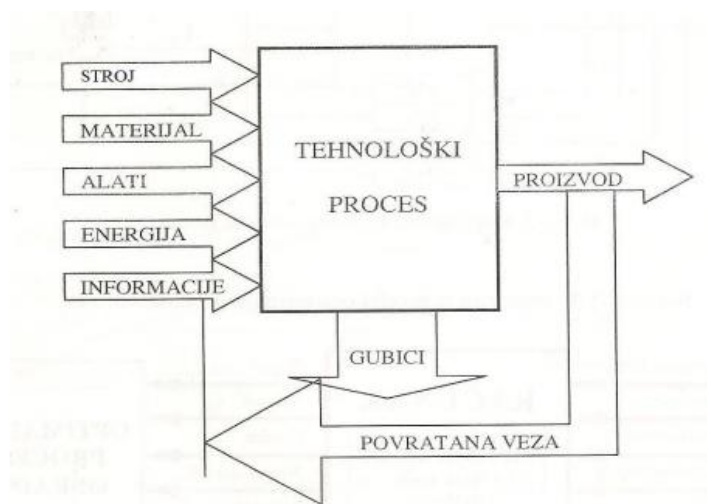 STROJ
MATERIJAL
ALATI
ENERGIJA
INFORMACIJE
TEHNOLOŠKI
PROCES
PROIZVOD
GUBICI
POVRATANA VEZA